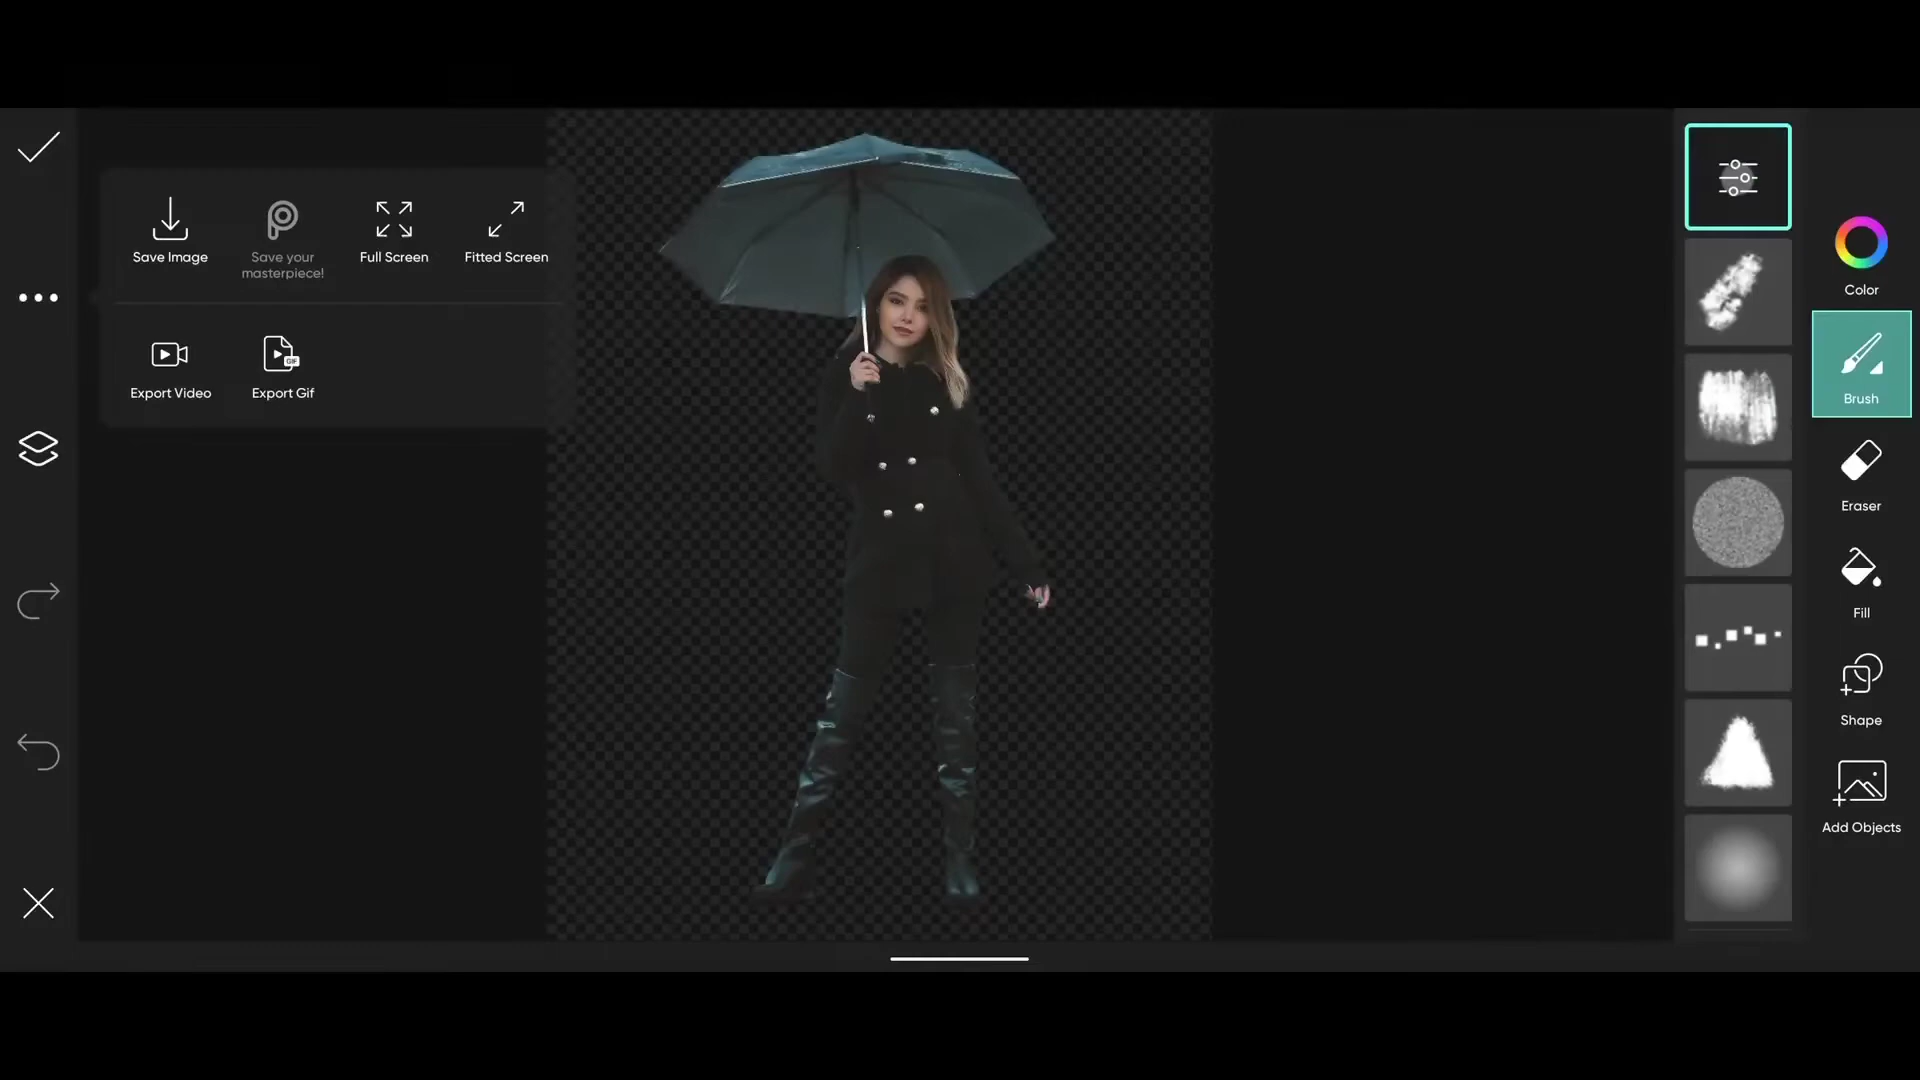 Save Image
Save your
masterpiece!
Full Screen
Fitted Screen
Export Video
GIF
Export Gif
Color
Brush
Eraser
Fill
Shape
Add Objects